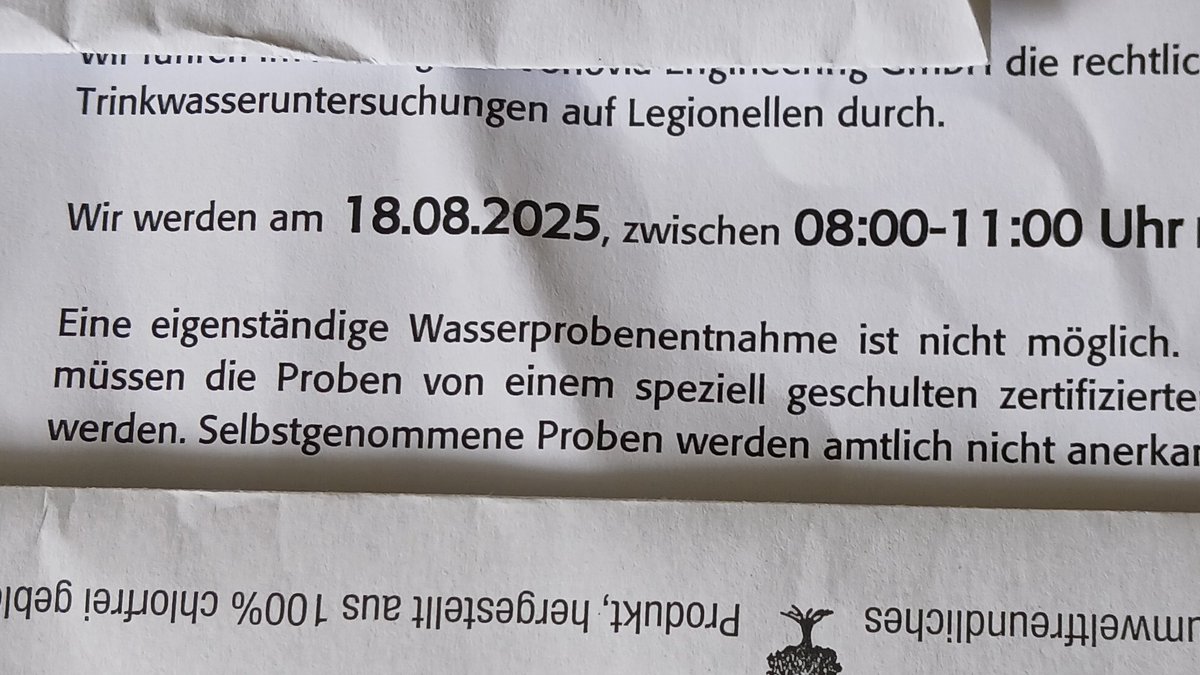 die rechtlic
Trinkwasseruntersuchungen auf Legionellen durch.
Wir werden am 18.08.2025, zwischen 08:00-11:00 Uhr
Eine eigenständige Wasserprobenentnahme ist nicht möglich.
müssen die Proben von einem speziell geschulten zertifizierte
werden. Selbstgenommene Proben werden amtlich nicht anerkan
umweltfreundliches Produkt, hergestellt aus 100% chlorfrei geble